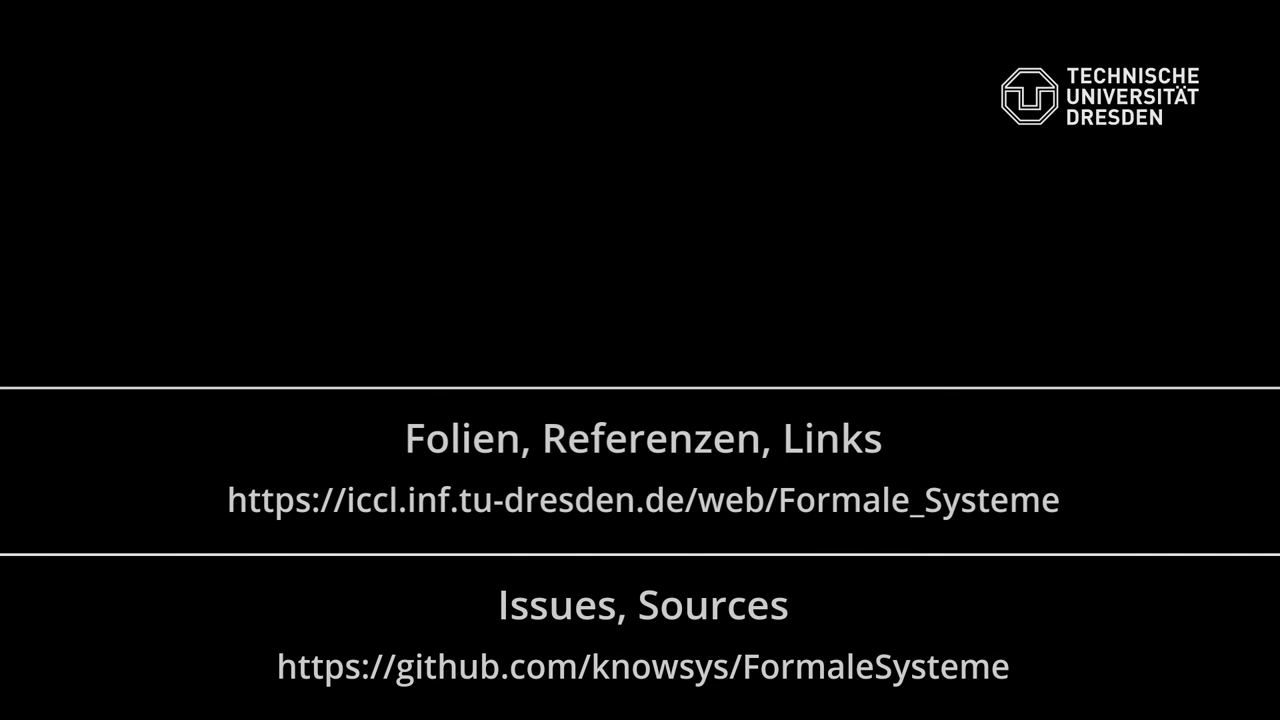 TECHNISCHE
UNIVERSITÄT
DRESDEN
Folien, Referenzen, Links
https://iccl.inf.tu-dresden.de/web/Formale_Systeme
Issues, Sources
https://github.com/knowsys/FormaleSysteme